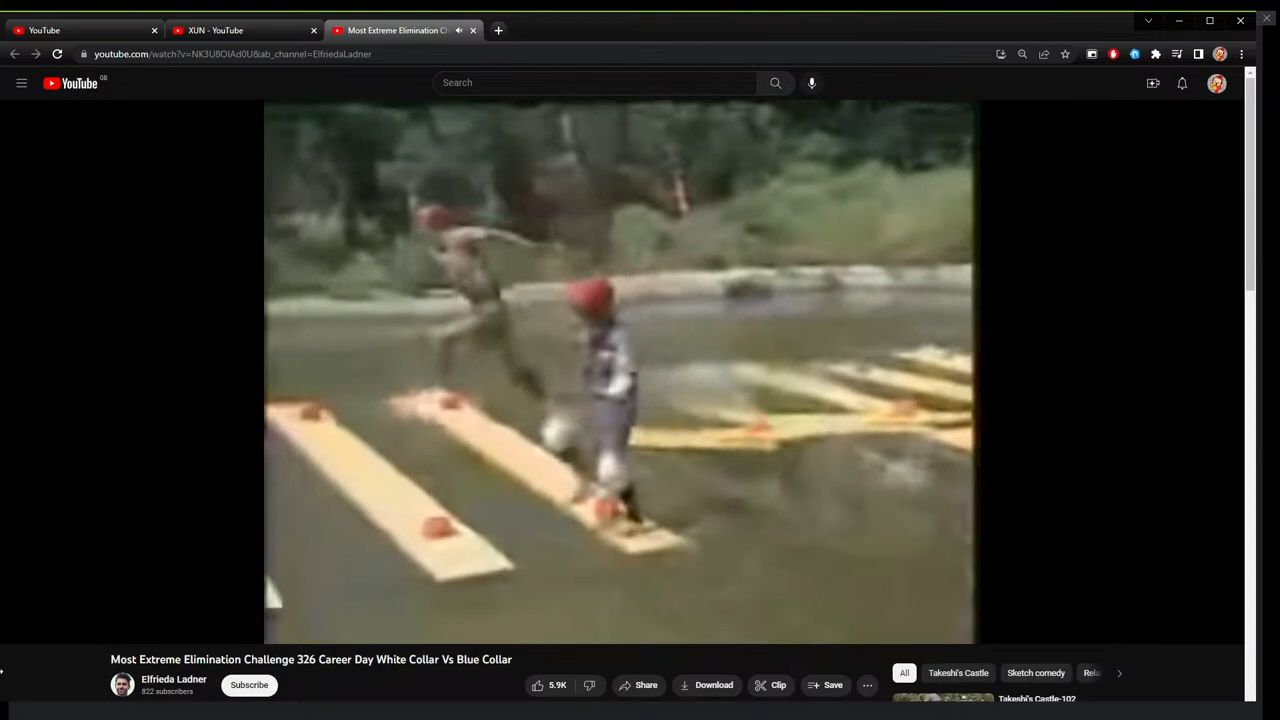 YouTube
XUN - YouTube
Most Extreme Elimination Ch
youtube.com/watch?v=NK3U8OIAd0U&ab_channel=ElfriedaLadner
YouTube GB
Search
Most Extreme Elimination Challenge 326 Career Day White Collar Vs Blue Collar
Elfrieda Ladner
822 subscribers
Subscribe
5.9K
Share
Download
Clip
Save
All
Takeshi's Castle
Sketch comedy
Rela
Takeshi's Castle-102